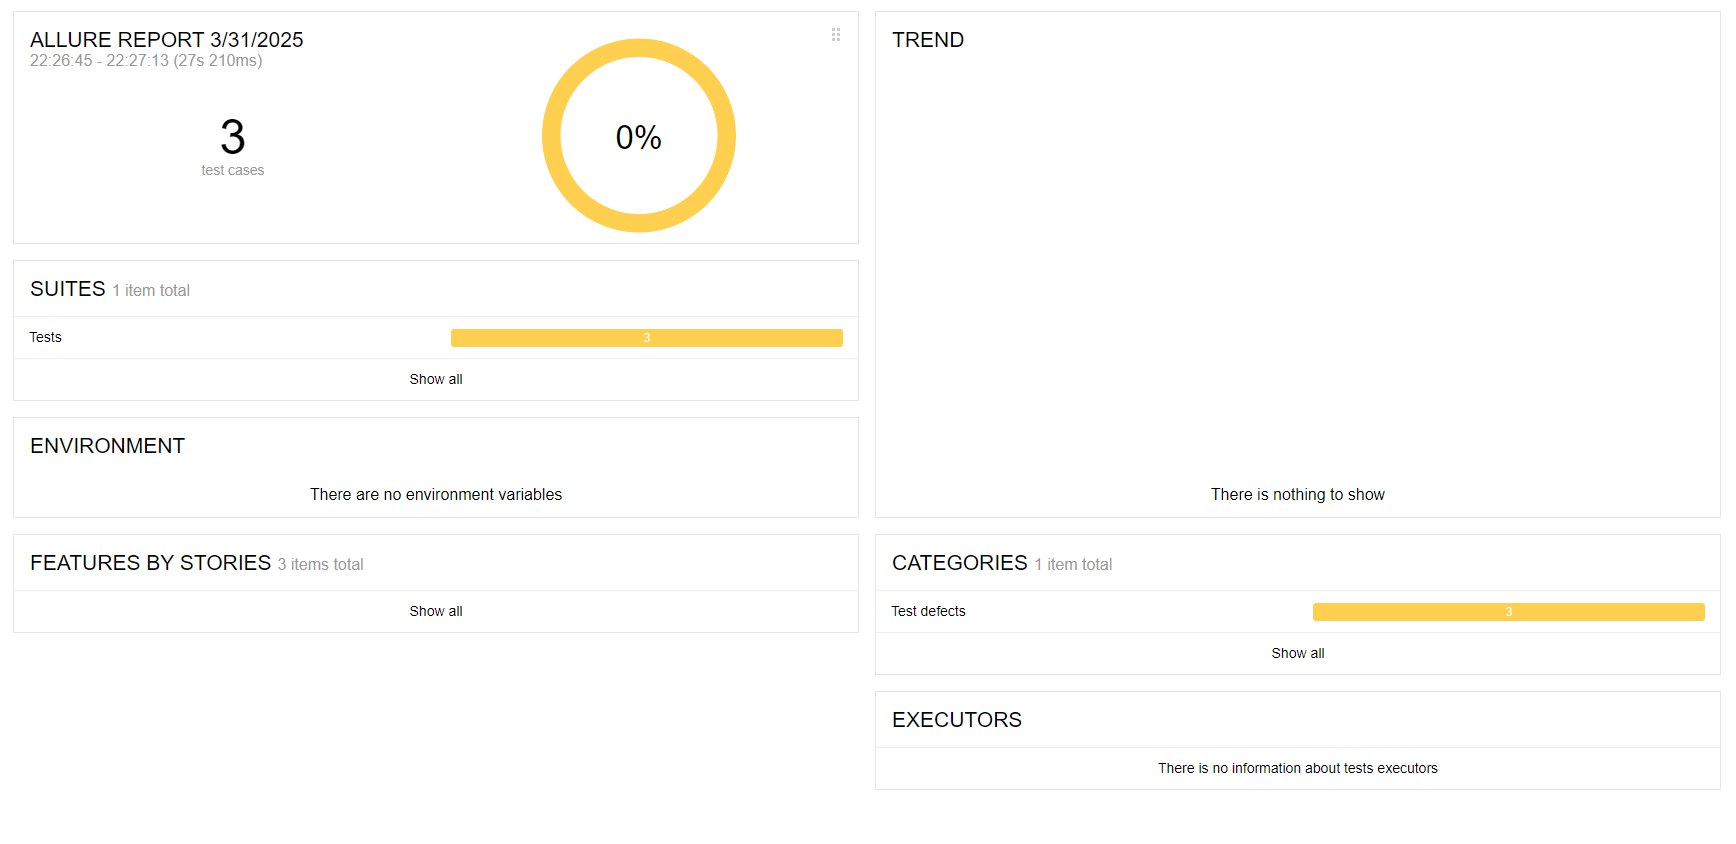 ALLURE REPORT 3/31/2025
22:26:45 - 22:27:13 (27s 210ms)
3
test cases
0%
SUITES 1 item total
Tests 3
Show all
ENVIRONMENT
There are no environment variables
FEATURES BY STORIES 3 items total
Show all
TREND
There is nothing to show
CATEGORIES 1 item total
Test defects 3
Show all
EXECUTORS
There is no information about tests executors